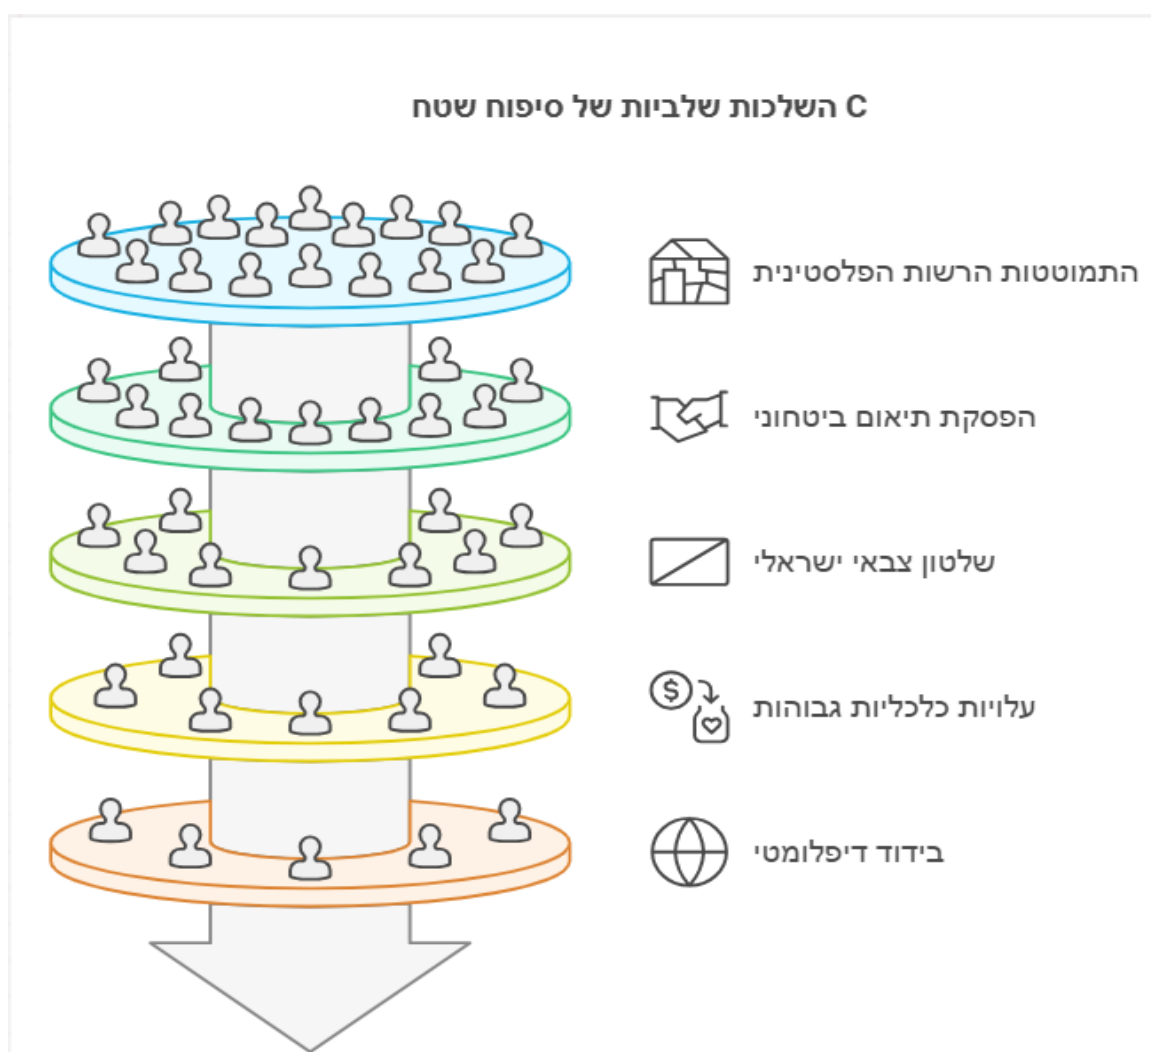 השלכות שלביות של סיפוח שטח C
התמוטטות הרשות הפלסטינית
הפסקת תיאום ביטחוני
שלטון צבאי ישראלי
$
עלויות כלכליות גבוהות
בידוד דיפלומטי